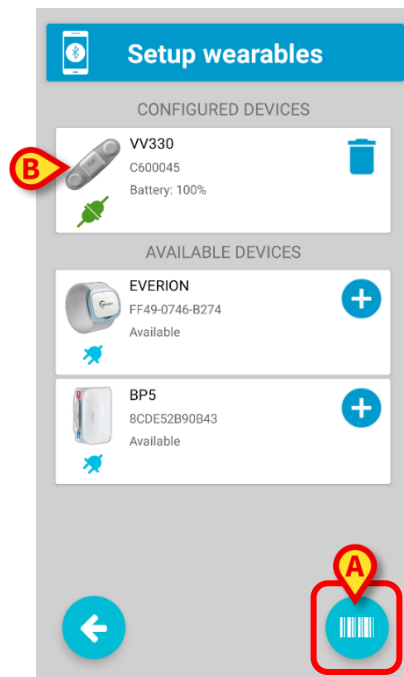 Setup wearables
CONFIGURED DEVICES
VV330
C600045
Battery: 100%
B
AVAILABLE DEVICES
EVERION
FF49-0746-B274
Available
BP5
8CDE52B90B43
Available
A